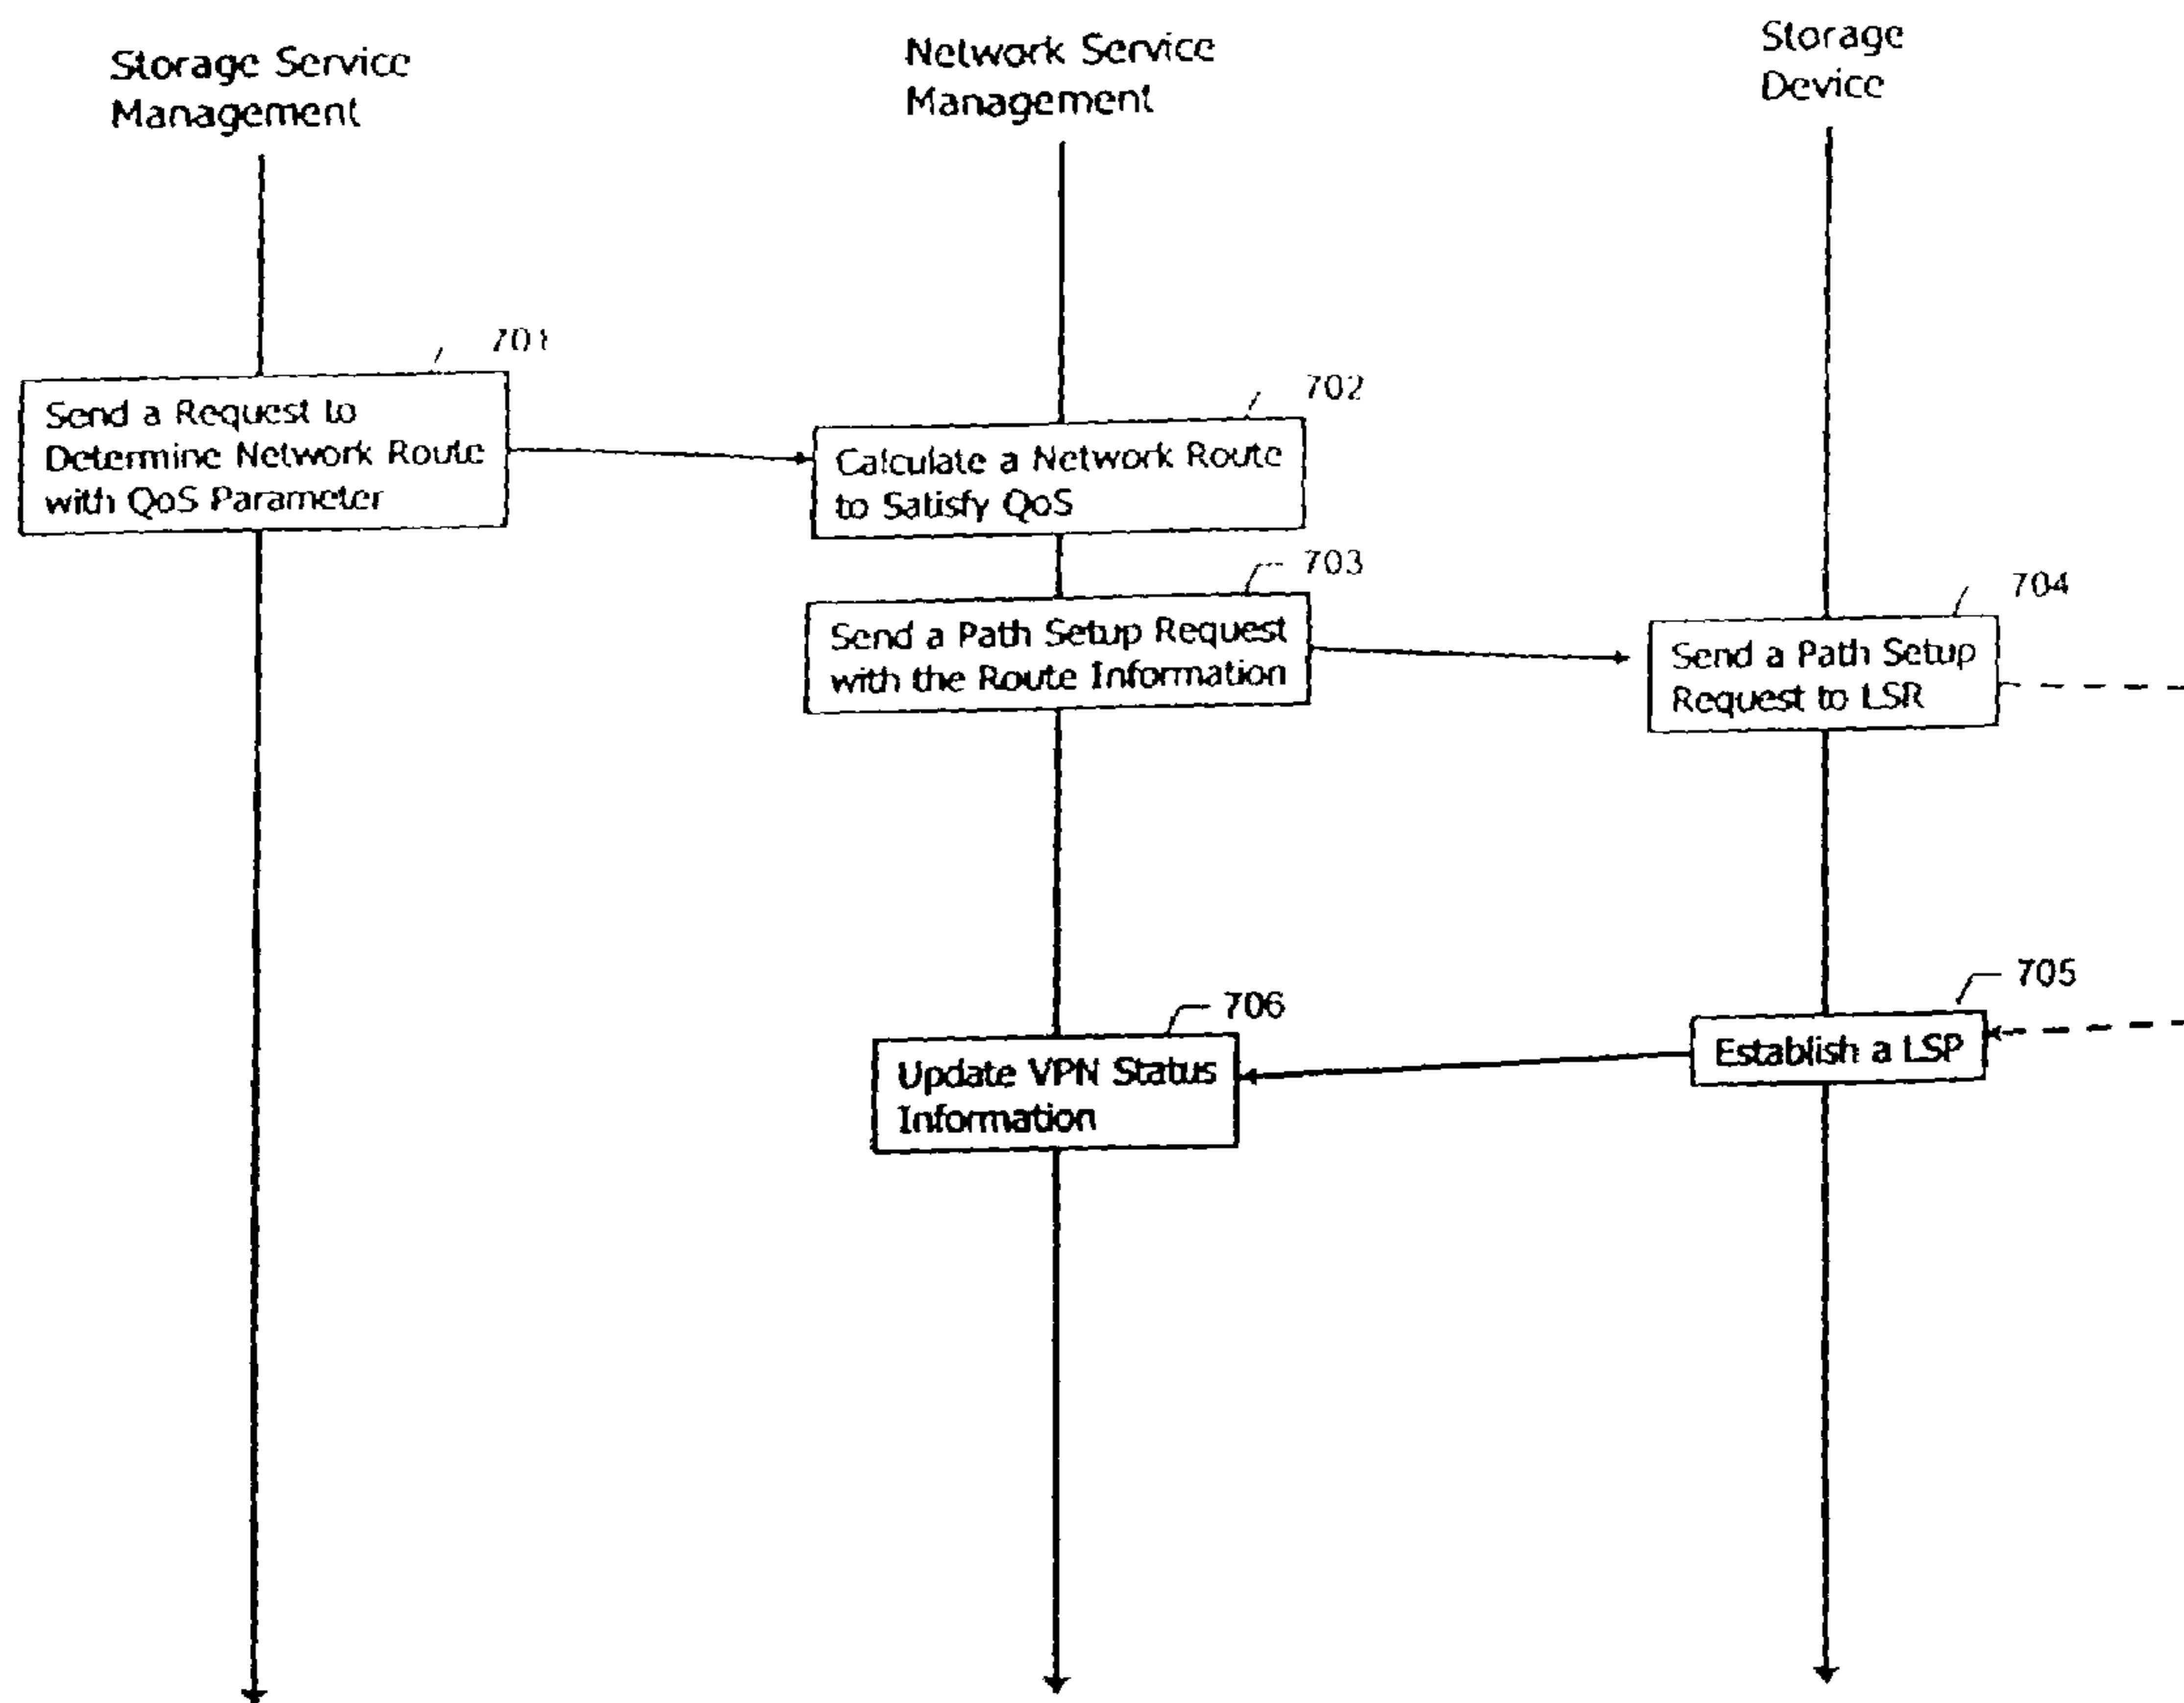 Storage Service
Management
Network Service
Management
Storage
Device
701
Send a Request to
Determine Network Route
with QoS Parameter
702
Calculate a Network Route
to Satisfy QoS
703
Send a Path Setup Request
with the Route Information
704
Send a Path Setup
Request to LSR
705
Establish a LSP
706
Update VPN Status
Information